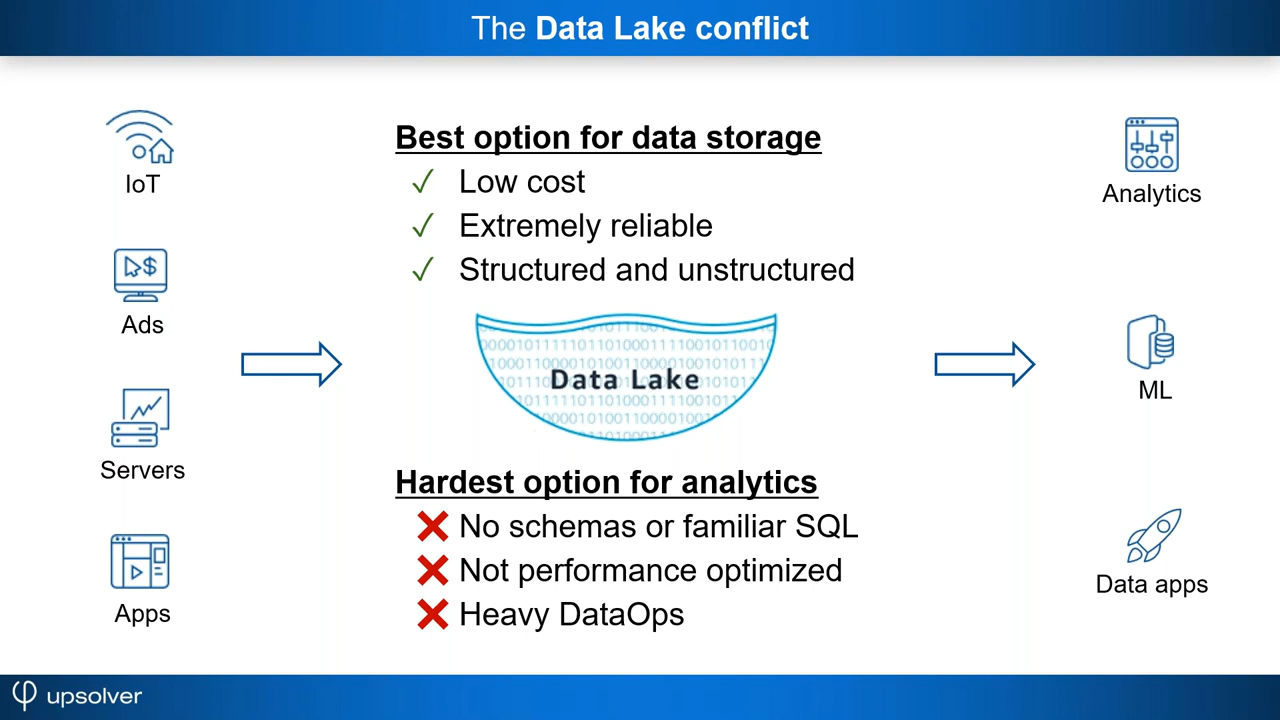 The Data Lake conflict
IoT
Ads
Servers
Apps
Best option for data storage
✓ Low cost
✓ Extremely reliable
✓ Structured and unstructured
Data Lake
Hardest option for analytics
❌ No schemas or familiar SQL
❌ Not performance optimized
❌ Heavy DataOps
Analytics
ML
Data apps
upsolver